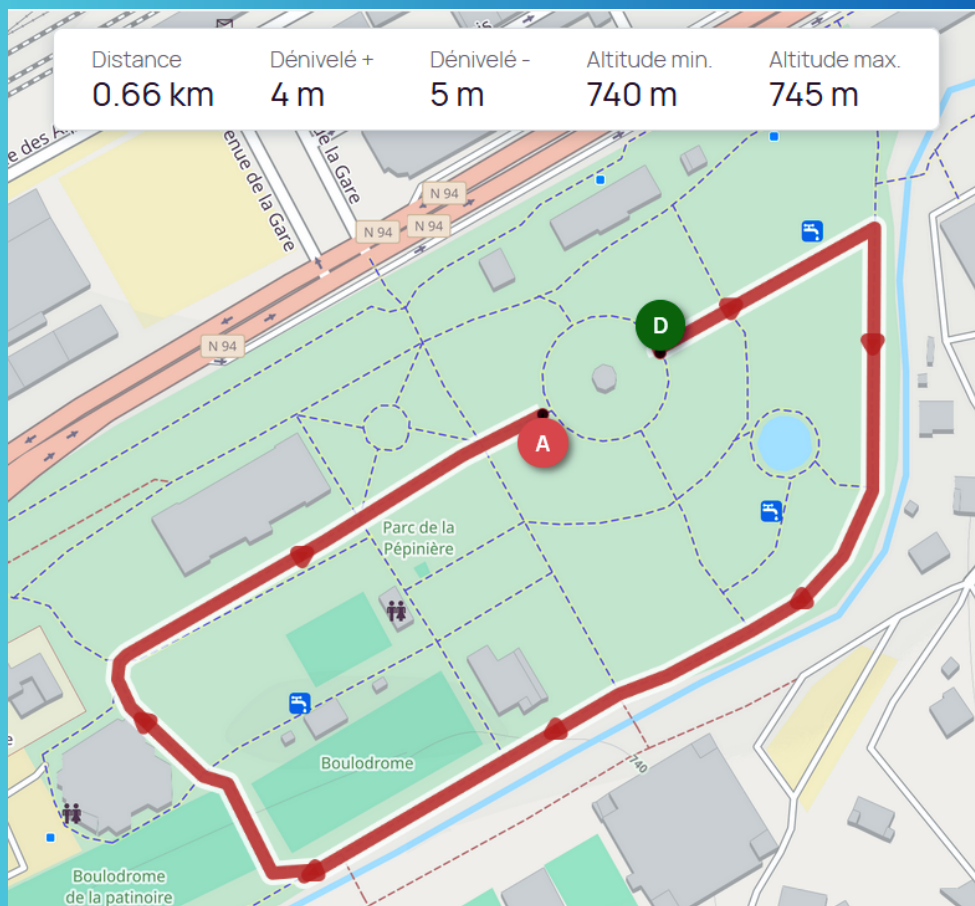 Distance
0.66 km
Dénivelé +
4 m
Dénivelé -
5 m
Altitude min.
740 m
Altitude max.
745 m
de la Gare
enue de la Gare
N 94
N 94
N 94
N 94
D
A
Parc de la
Pépinière
Boulodrome
740
Boulodrome
de la patinoire